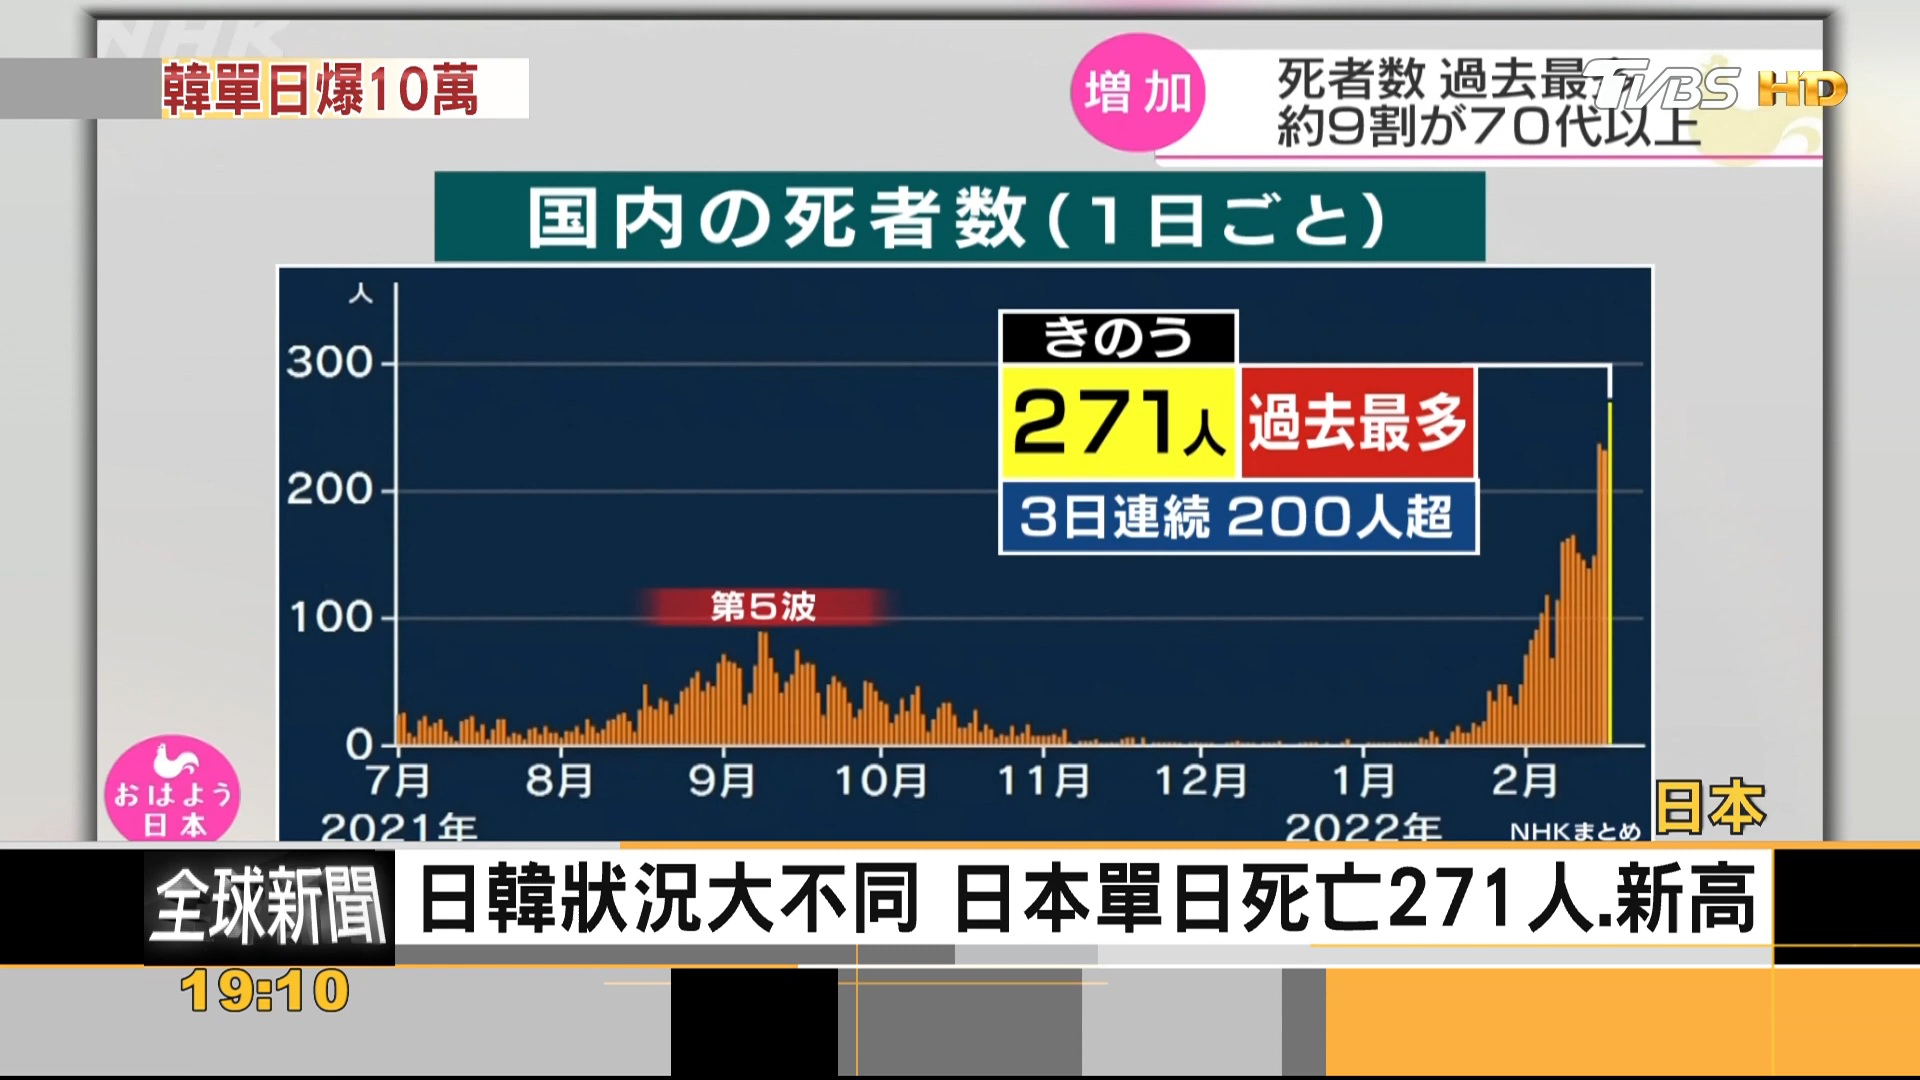 NHK
韓單日爆10萬
増加
死者数 過去最多
約9割が70代以上
TVBS HD
国内の死者数(1日ごと)
人
300
200
100
0
きのう
271人
過去最多
3日連続 200人超
第5波
7月 8月 9月 10月 11月 12月 1月 2月
2021年 2022年
NHKまとめ
おはよう
日本
日本
全球新聞
日韓狀況大不同 日本單日死亡271人.新高
19:10